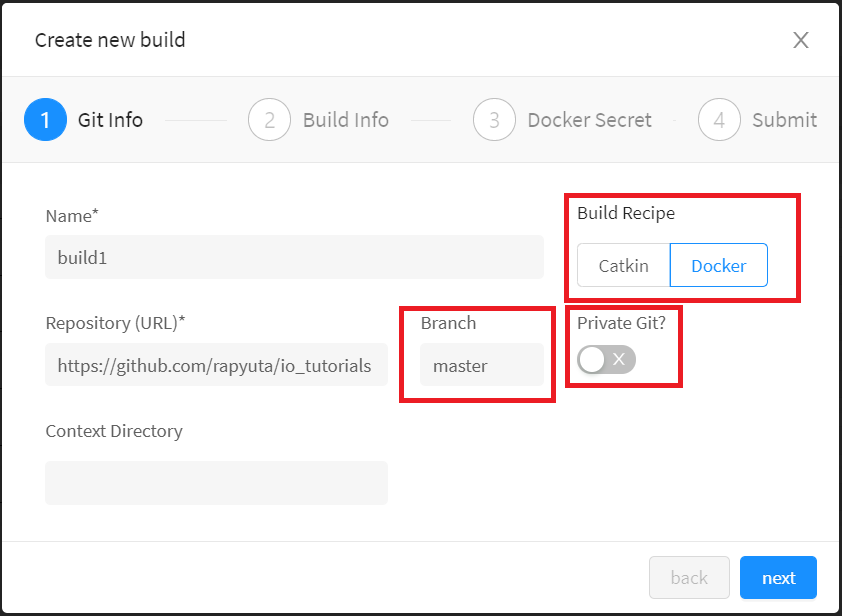 Create new build
X
1 Git Info
2 Build Info
3 Docker Secret
4 Submit
Name*
build1
Build Recipe
Catkin
Docker
Repository (URL)*
https://github.com/rapyuta/io_tutorials
Branch
master
Private Git?
X
Context Directory
back
next